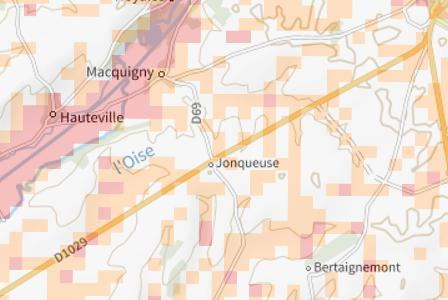 Macquigny
Hauteville
D69
l'Oise
Jonqueuse
D1029
Bertaignemont